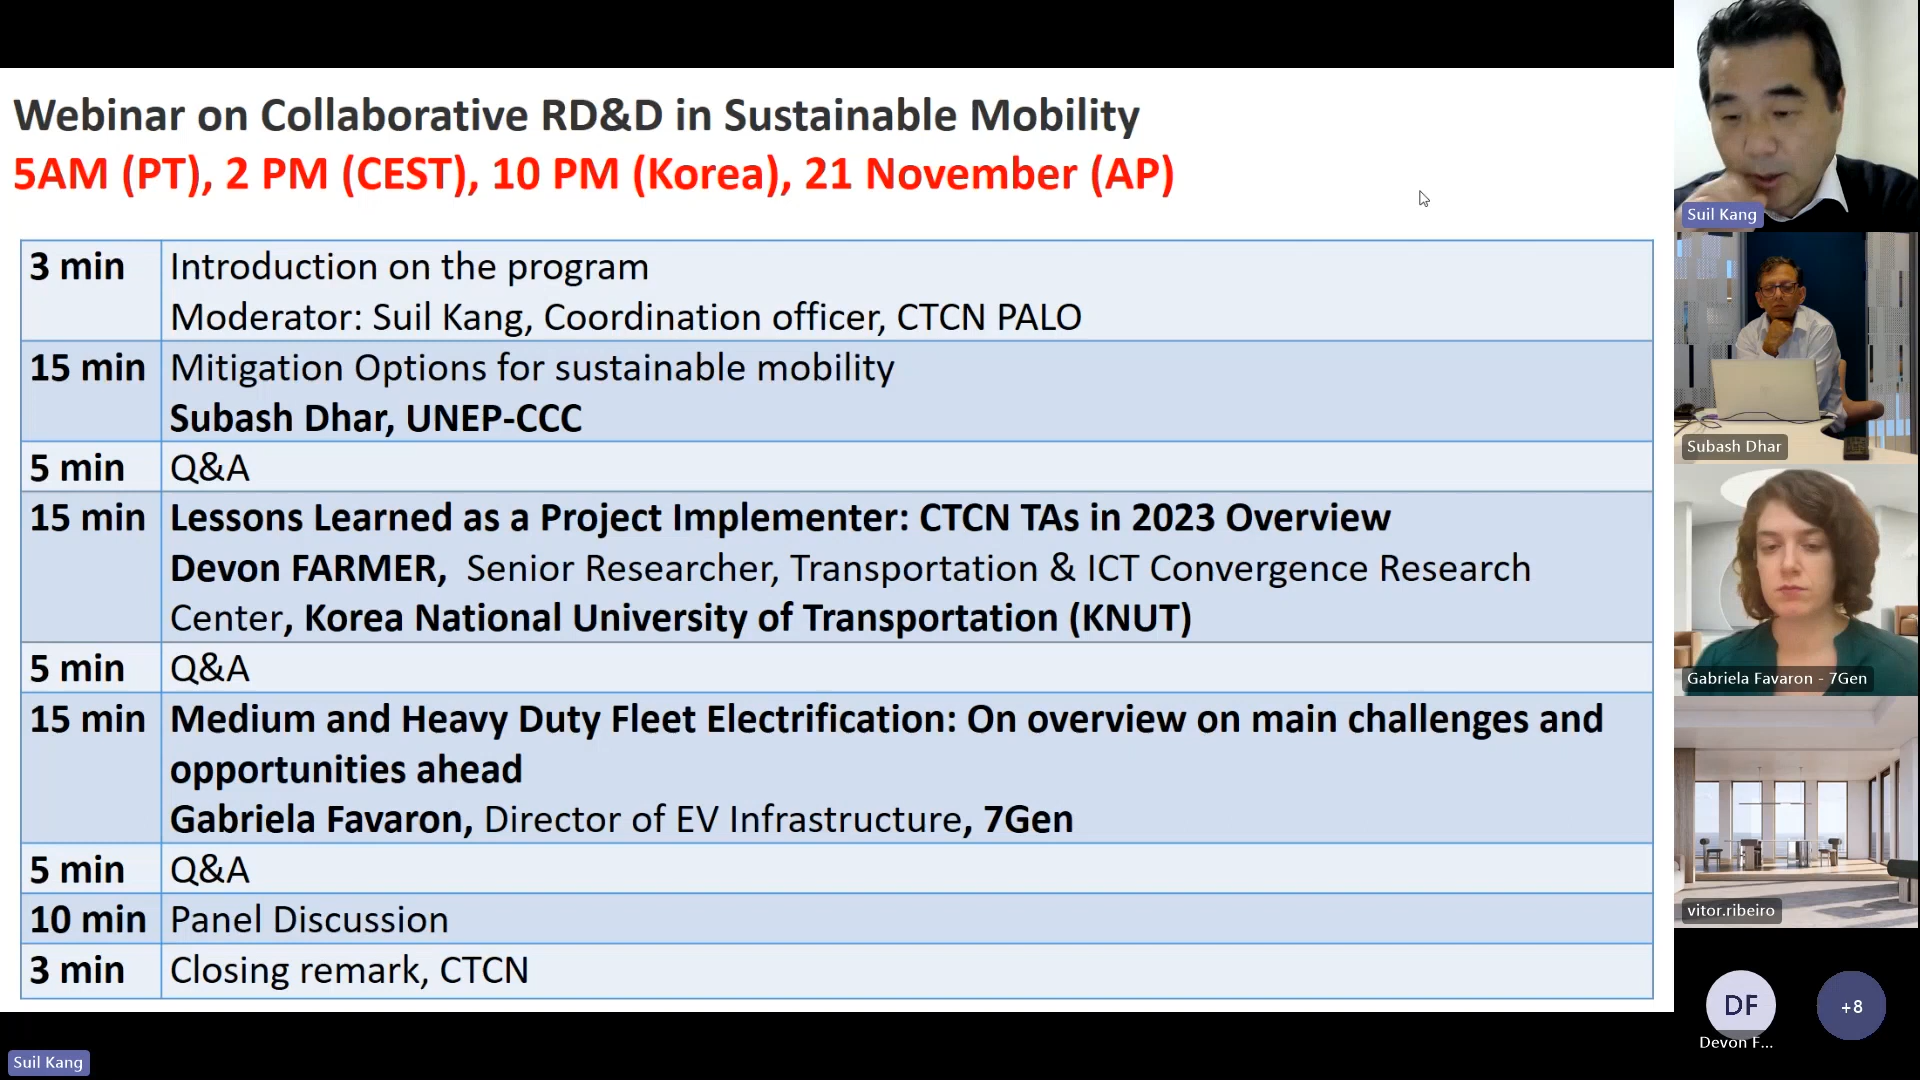 Webinar on Collaborative RD&D in Sustainable Mobility
5AM (PT), 2 PM (CEST), 10 PM (Korea), 21 November (AP)
3 min
Introduction on the program
Moderator: Suil Kang, Coordination officer, CTCN PALO
15 min
Mitigation Options for sustainable mobility
Subash Dhar, UNEP-CCC
5 min
Q&A
15 min
Lessons Learned as a Project Implementer: CTCN TAs in 2023 Overview
Devon FARMER, Senior Researcher, Transportation & ICT Convergence Research
Center, Korea National University of Transportation (KNUT)
5 min
Q&A
15 min
Medium and Heavy Duty Fleet Electrification: On overview on main challenges and
opportunities ahead
Gabriela Favaron, Director of EV Infrastructure, 7Gen
5 min
Q&A
10 min
Panel Discussion
3 min
Closing remark, CTCN
Suil Kang
Suil Kang
Subash Dhar
Gabriela Favaron - 7Gen
vitor.ribeiro
DF
Devon F...
+8